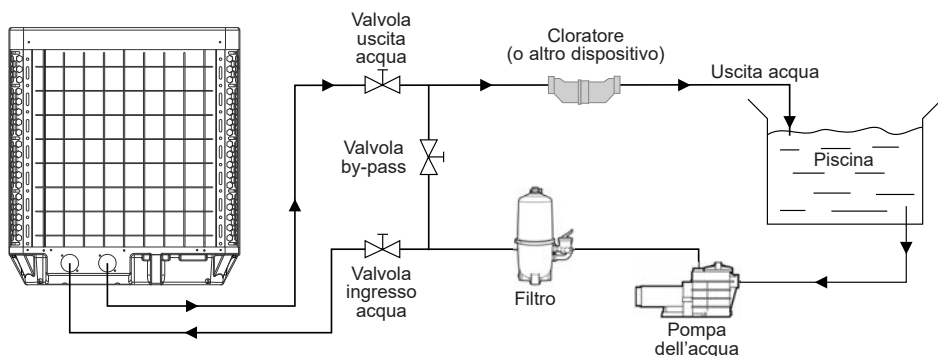 Valvola
uscita
acqua
Cloratore
(o altro dispositivo)
Uscita acqua
Valvola
by-pass
Piscina
Valvola
ingresso
acqua
Filtro
Pompa
dell'acqua